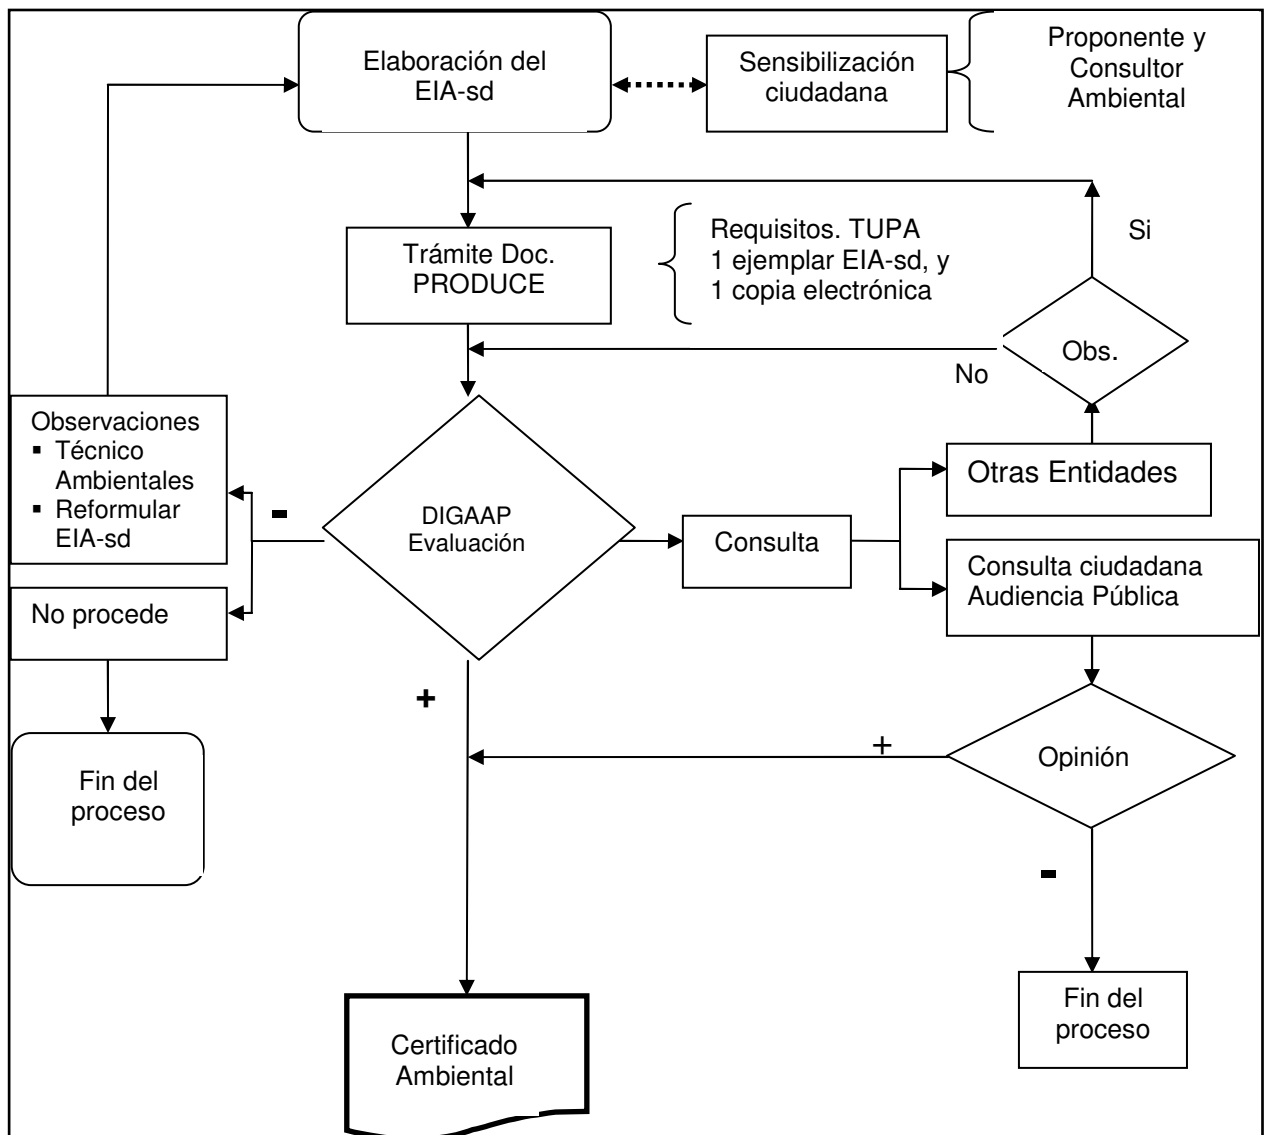 Elaboración del
EIA-sd
Sensibilización
ciudadana
Proponente y
Consultor
Ambiental
Trámite Doc.
PRODUCE
Requisitos. TUPA
1 ejemplar EIA-sd, y
1 copia electrónica
Si
Obs.
No
Observaciones
▪ Técnico
Ambientales
▪ Reformular
EIA-sd
-
DIGAAP
Evaluación
Consulta
Otras Entidades
Consulta ciudadana
Audiencia Pública
No procede
+
Fin del
proceso
+
Opinión
-
Fin del
proceso
Certificado
Ambiental